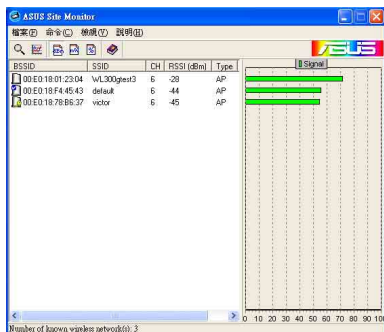 ASUS Site Monitor
檔案(F) 命令(C) 檢視(V) 說明(H)
ASUS
BSSID SSID CH RSSI (dBm) Type
Signal
00:E0:18:01:23:04 WL300gtest3 6 -28 AP
00:E0:18:F4:45:43 default 6 -44 AP
00:E0:18:78:B6:37 victor 6 -45 AP
0 10 20 30 40 50 60 70 80 90 10
Number of known wireless network(s): 3